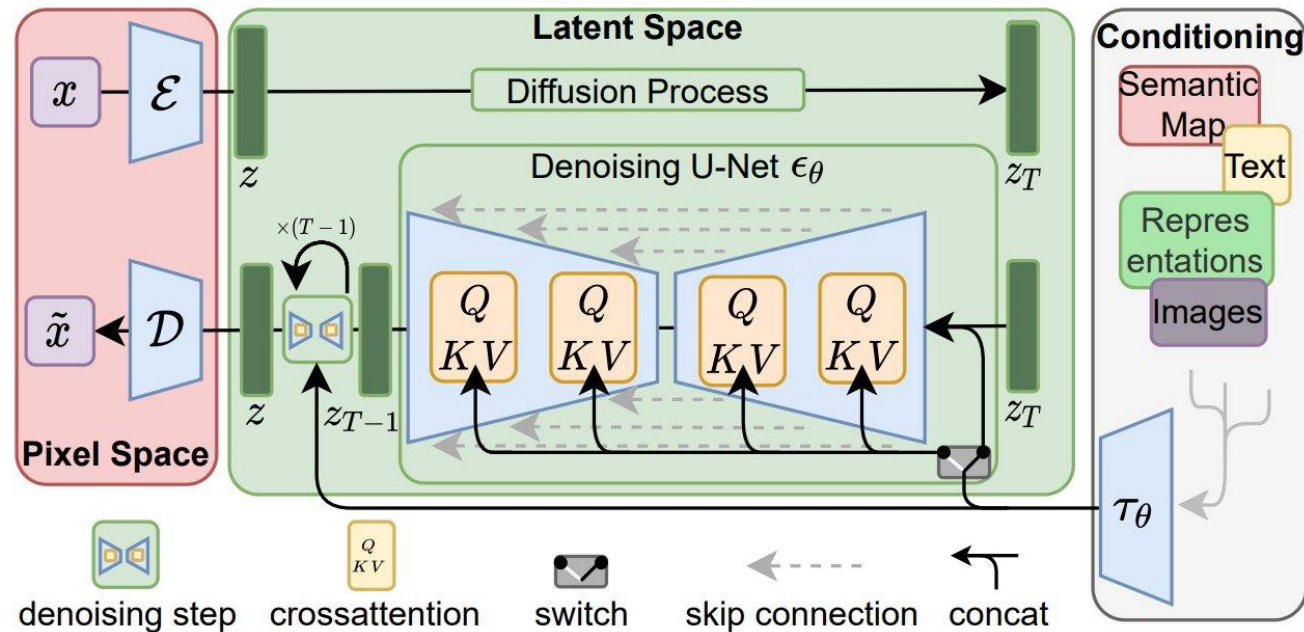 Latent Space
Conditioning
x
ℰ
z
Diffusion Process
z_T
Semantic
Map
Text
Repres
entations
Images
Denoising U-Net ϵ_θ
×(T − 1)
x̃
𝒟
z
z_{T−1}
Q
K V
Q
K V
Q
K V
Q
K V
z_T
Pixel Space
τ_θ
Q
K V
denoising step
crossattention
switch
skip connection
concat